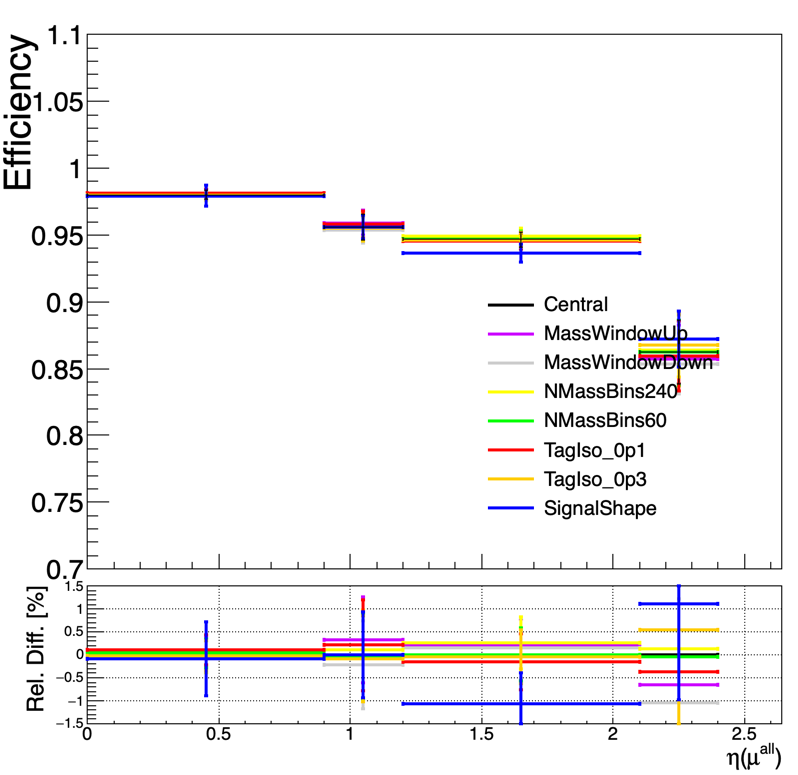 Efficiency
1.1
1.05
1
0.95
0.9
0.85
0.8
0.75
0.7
Central
MassWindowUp
MassWindowDown
NMassBins240
NMassBins60
TagIso_0p1
TagIso_0p3
SignalShape
Rel. Diff. [%]
1.5
1
0.5
0
−0.5
−1
−1.5
0 0.5 1 1.5 2 2.5
η(μall)